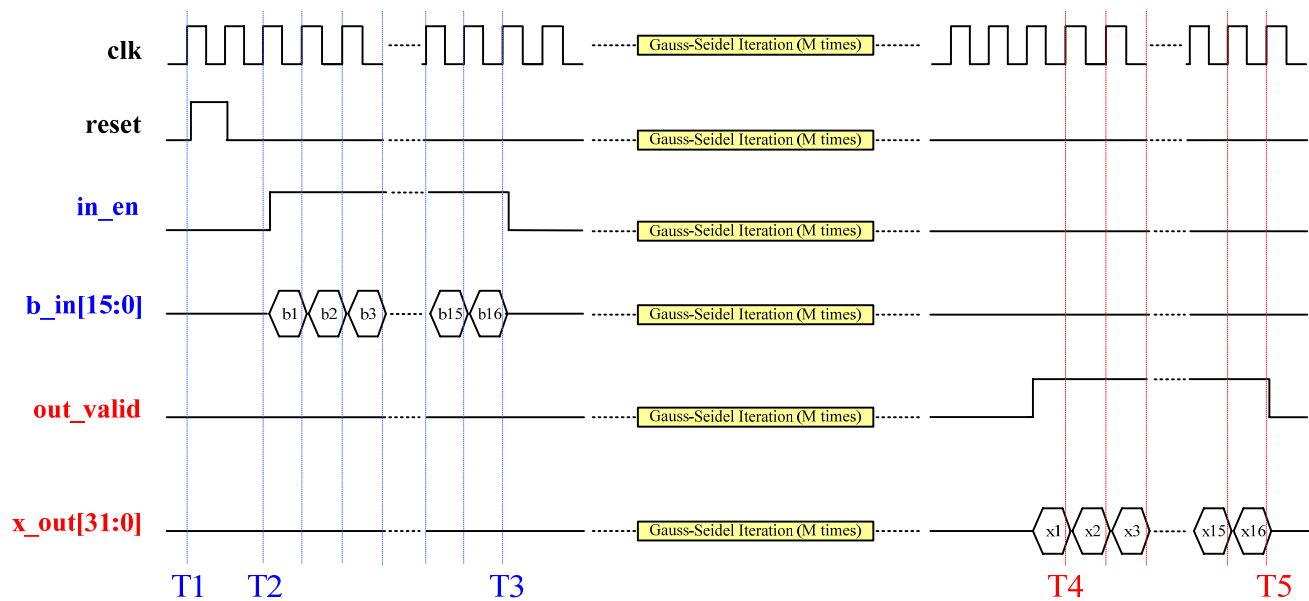 clk Gauss-Seidel Iteration (M times)
reset Gauss-Seidel Iteration (M times)
in_en Gauss-Seidel Iteration (M times)
b_in[15:0] b1 b2 b3 b15 b16 Gauss-Seidel Iteration (M times)
out_valid Gauss-Seidel Iteration (M times)
x_out[31:0] Gauss-Seidel Iteration (M times) x1 x2 x3 x15 x16
T1 T2 T3 T4 T5